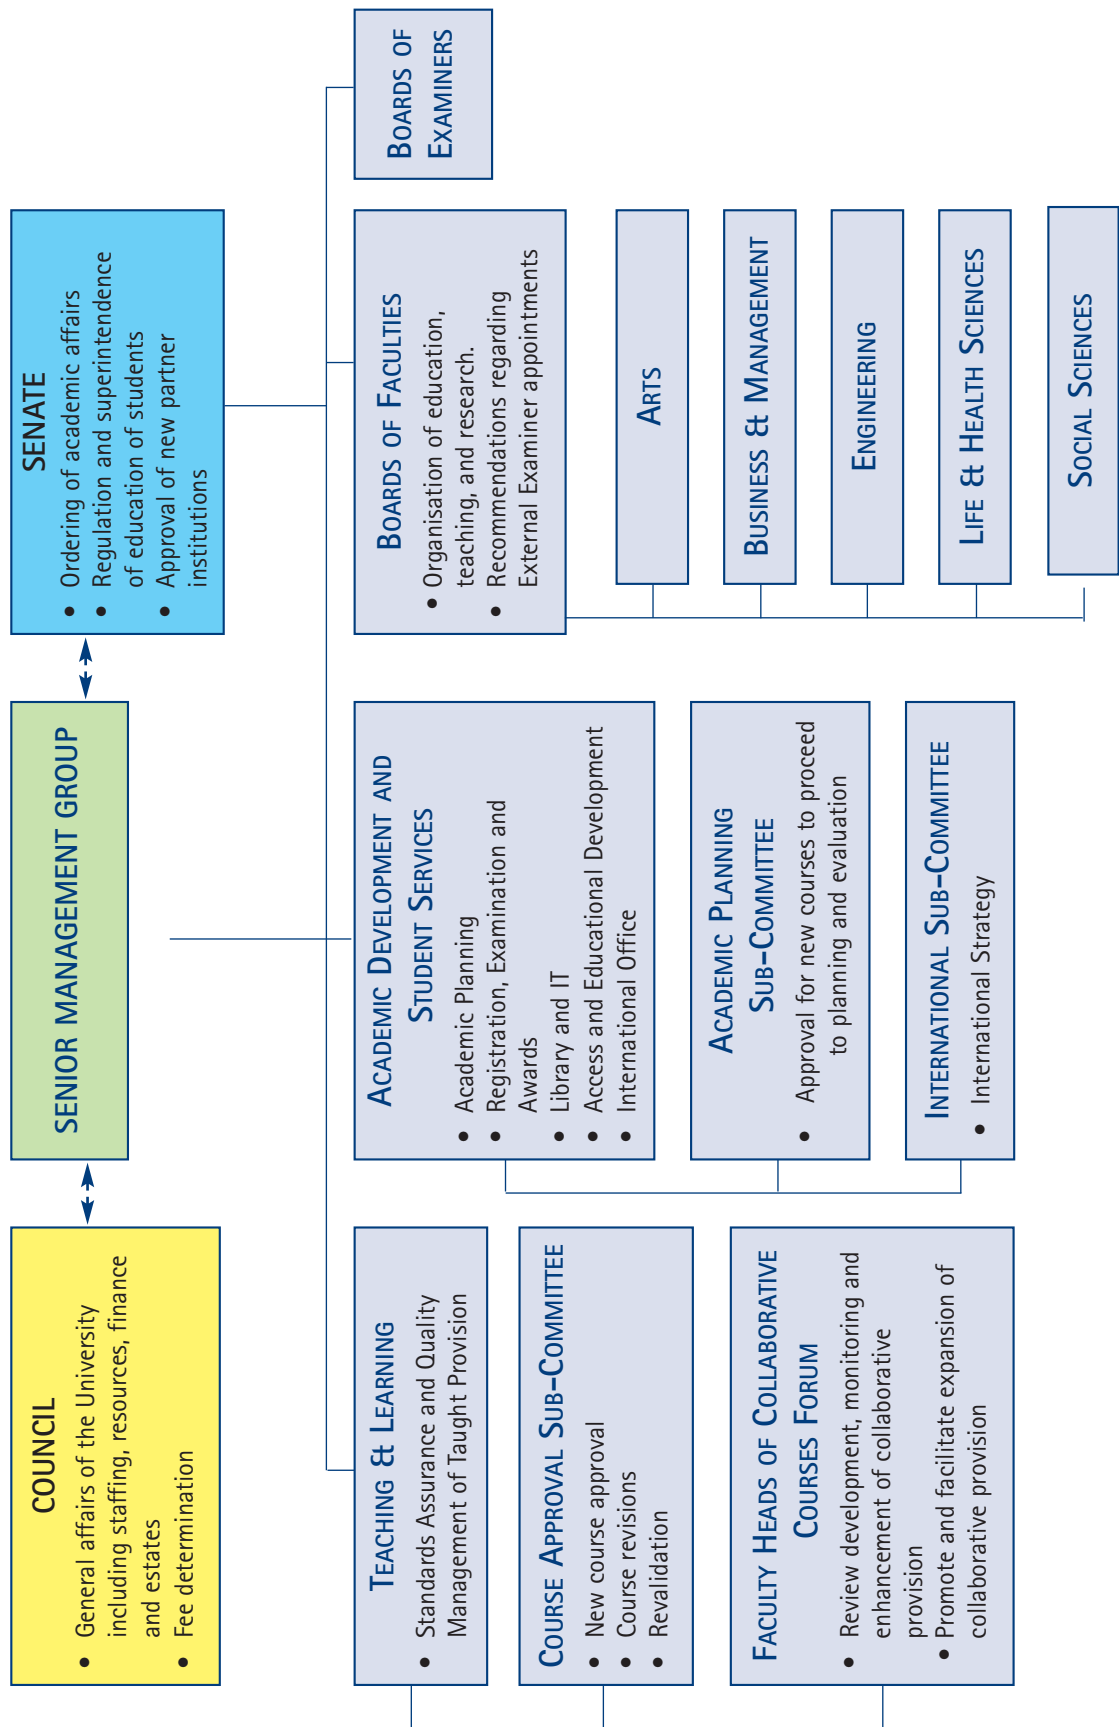 COUNCIL
• General affairs of the University
including staffing, resources, finance
and estates
• Fee determination
SENIOR MANAGEMENT GROUP
SENATE
• Ordering of academic affairs
• Regulation and superintendence
of education of students
• Approval of new partner
institutions
TEACHING & LEARNING
• Standards Assurance and Quality
Management of Taught Provision
COURSE APPROVAL SUB-COMMITTEE
• New course approval
• Course revisions
• Revalidation
FACULTY HEADS OF COLLABORATIVE
COURSES FORUM
• Review development, monitoring and
enhancement of collaborative
provision
• Promote and facilitate expansion of
collaborative provision
ACADEMIC DEVELOPMENT AND
STUDENT SERVICES
• Academic Planning
• Registration, Examination and
Awards
• Library and IT
• Access and Educational Development
• International Office
ACADEMIC PLANNING
SUB-COMMITTEE
• Approval for new courses to proceed
to planning and evaluation
INTERNATIONAL SUB-COMMITTEE
• International Strategy
BOARDS OF FACULTIES
• Organisation of education,
teaching, and research.
• Recommendations regarding
External Examiner appointments
ARTS
BUSINESS & MANAGEMENT
ENGINEERING
LIFE & HEALTH SCIENCES
SOCIAL SCIENCES
BOARDS OF
EXAMINERS